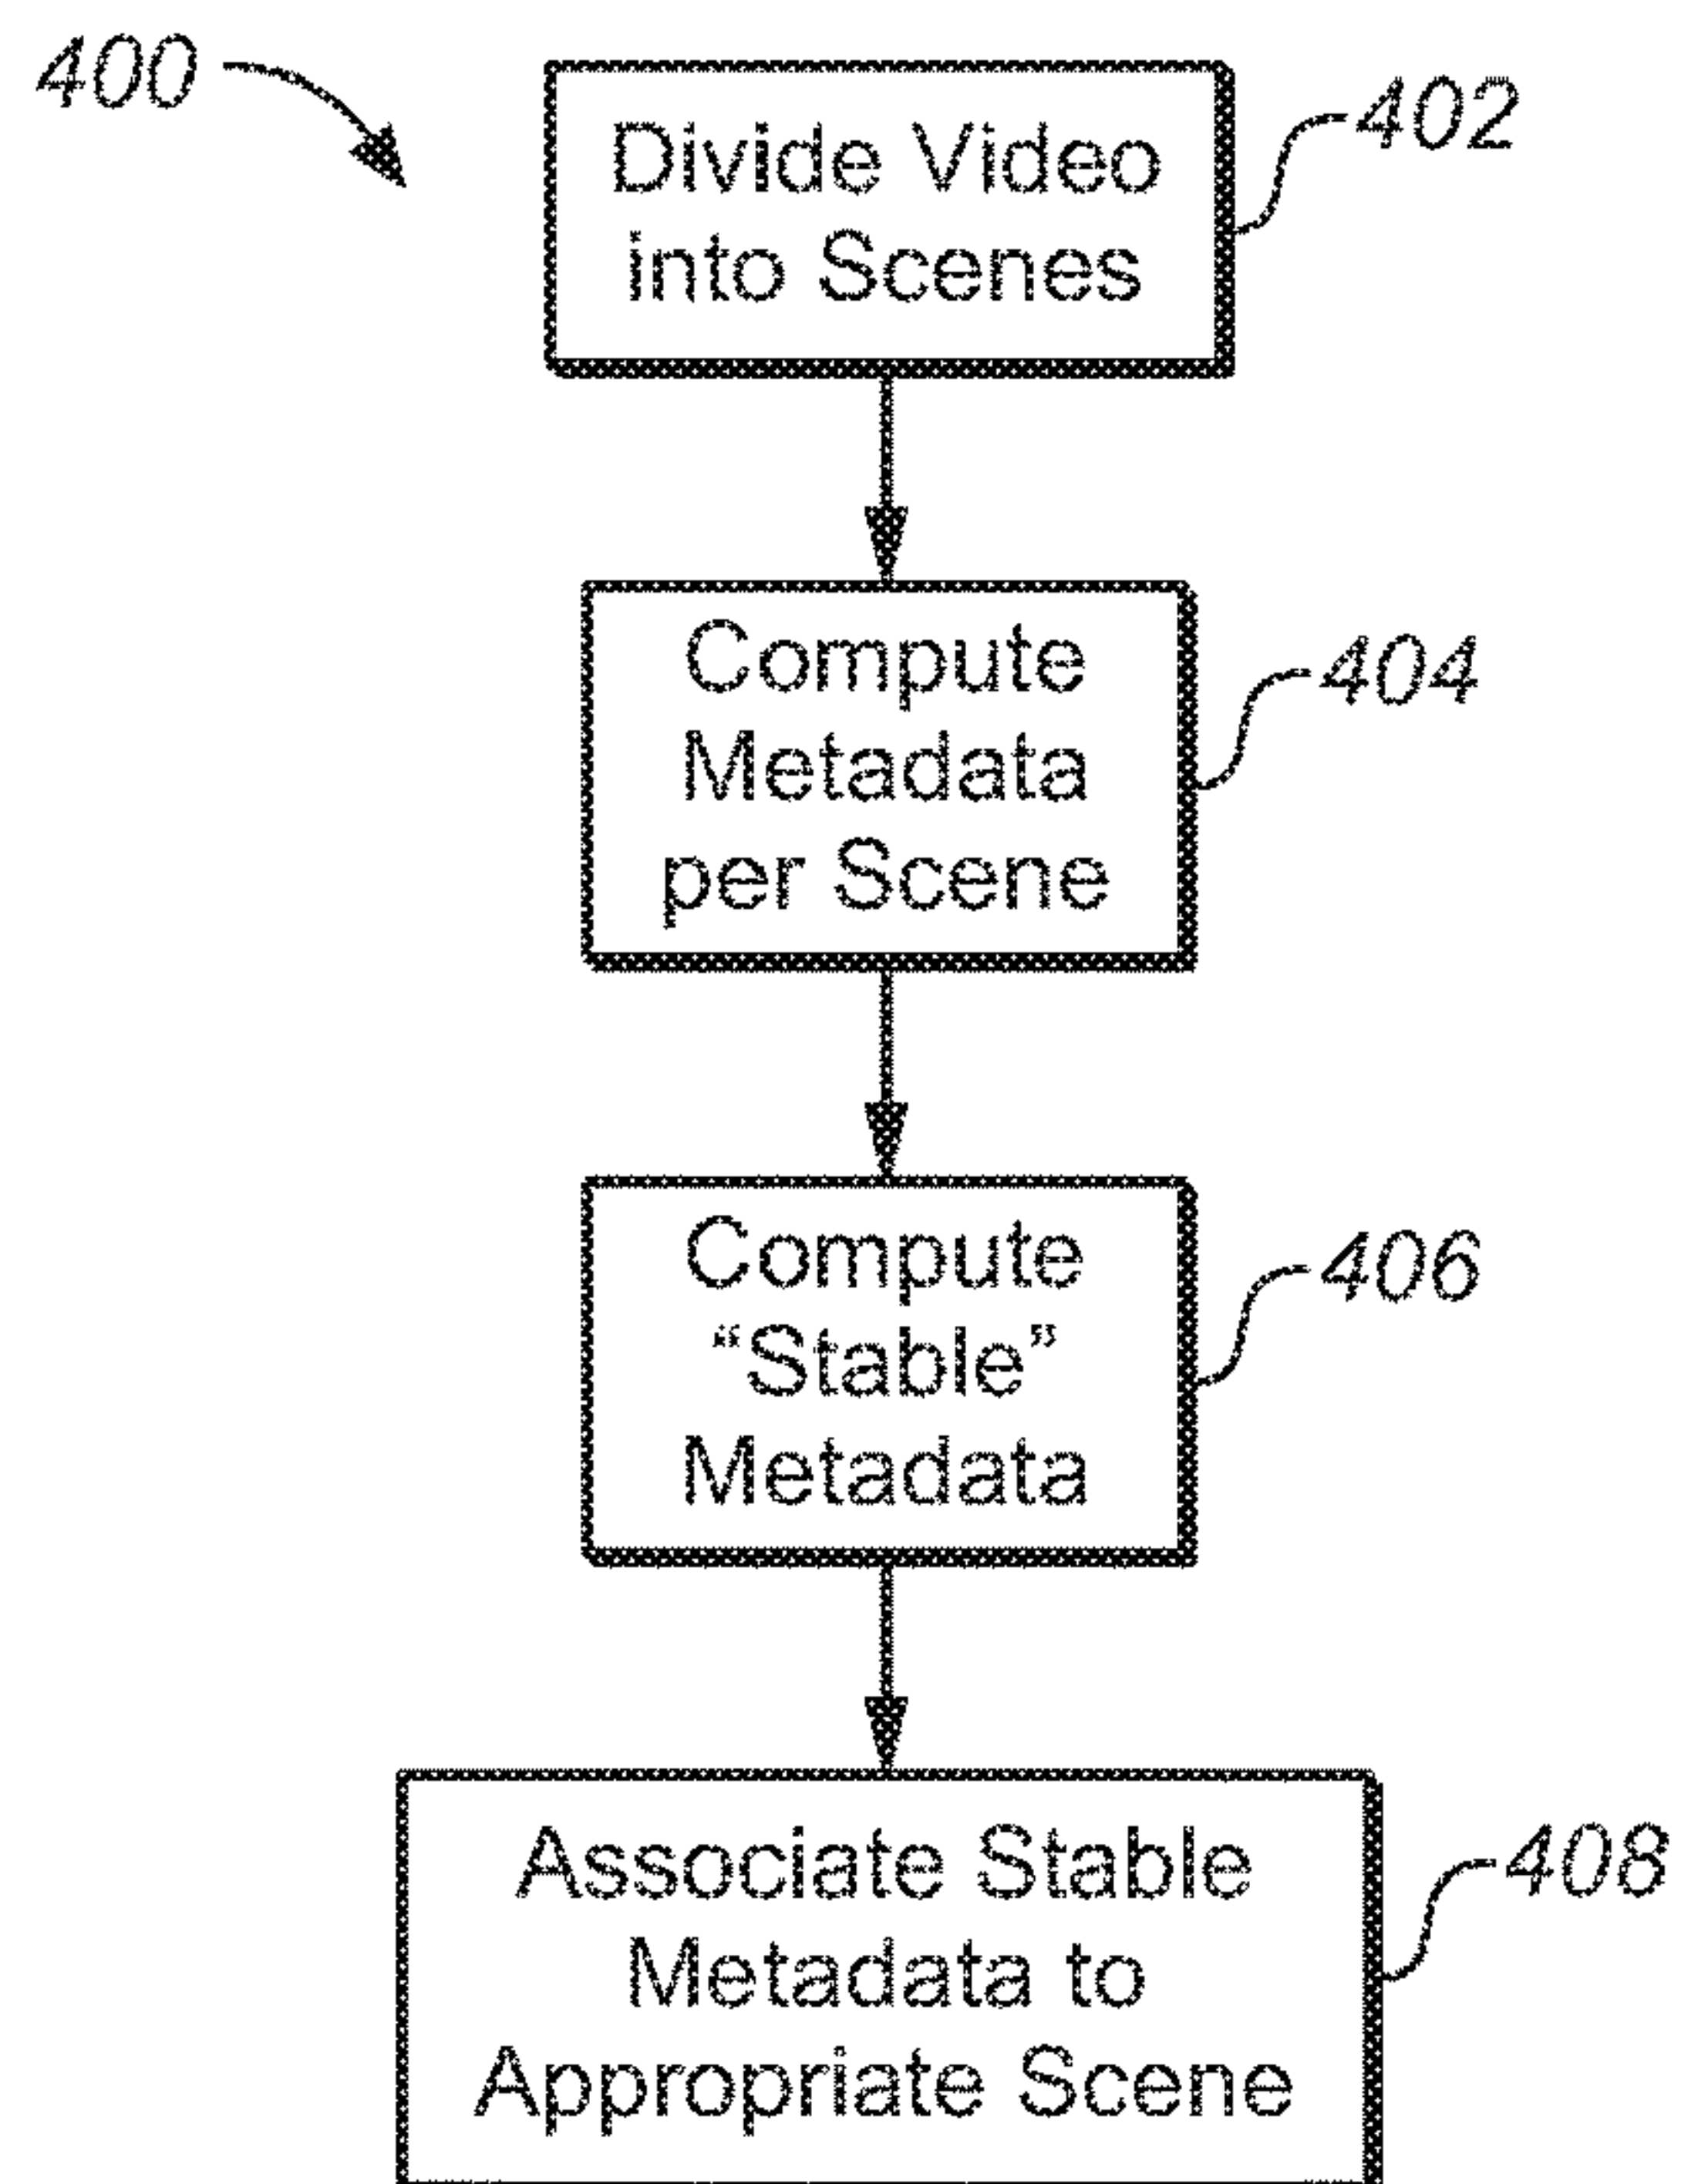 400
402
Divide Video
into Scenes
404
Compute
Metadata
per Scene
406
Compute
“Stable”
Metadata
408
Associate Stable
Metadata to
Appropriate Scene